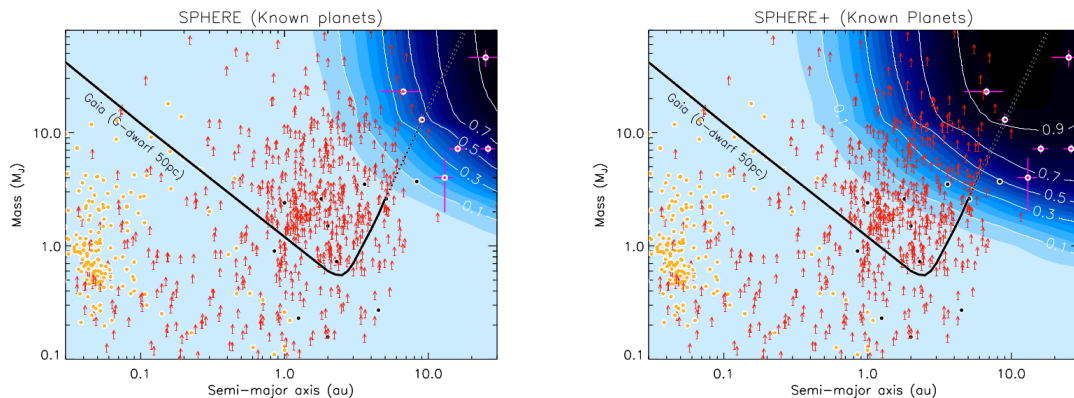 SPHERE (Known planets)
Mass (MJ)
10.0
1.0
0.1
Gaia (G-dwarf 50pc)
0.7
0.5
0.3
0.1
0.1
1.0
10.0
Semi-major axis (au)
SPHERE+ (Known Planets)
Mass (MJ)
10.0
1.0
0.1
Gaia (G-dwarf 50pc)
0.1
0.9
0.7
0.5
0.3
0.1
0.1
1.0
10.0
Semi-major axis (au)